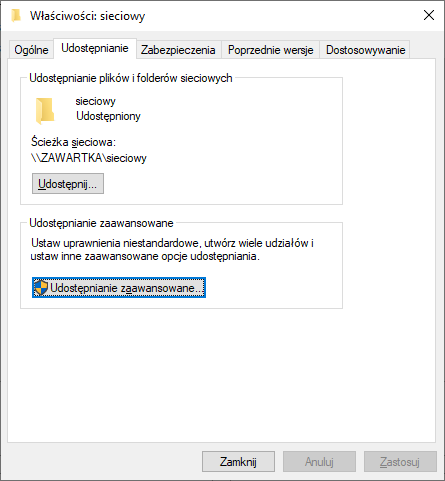 Właściwości: sieciowy
Ogólne Udostępnianie Zabezpieczenia Poprzednie wersje Dostosowywanie
Udostępnianie plików i folderów sieciowych
sieciowy
Udostępniony
Ścieżka sieciowa:
\\ZAWARTKA\sieciowy
Udostępnij...
Udostępnianie zaawansowane
Ustaw uprawnienia niestandardowe, utwórz wiele udziałów i
ustaw inne zaawansowane opcje udostępniania.
Udostępnianie zaawansowane...
Zamknij Anuluj Zastosuj